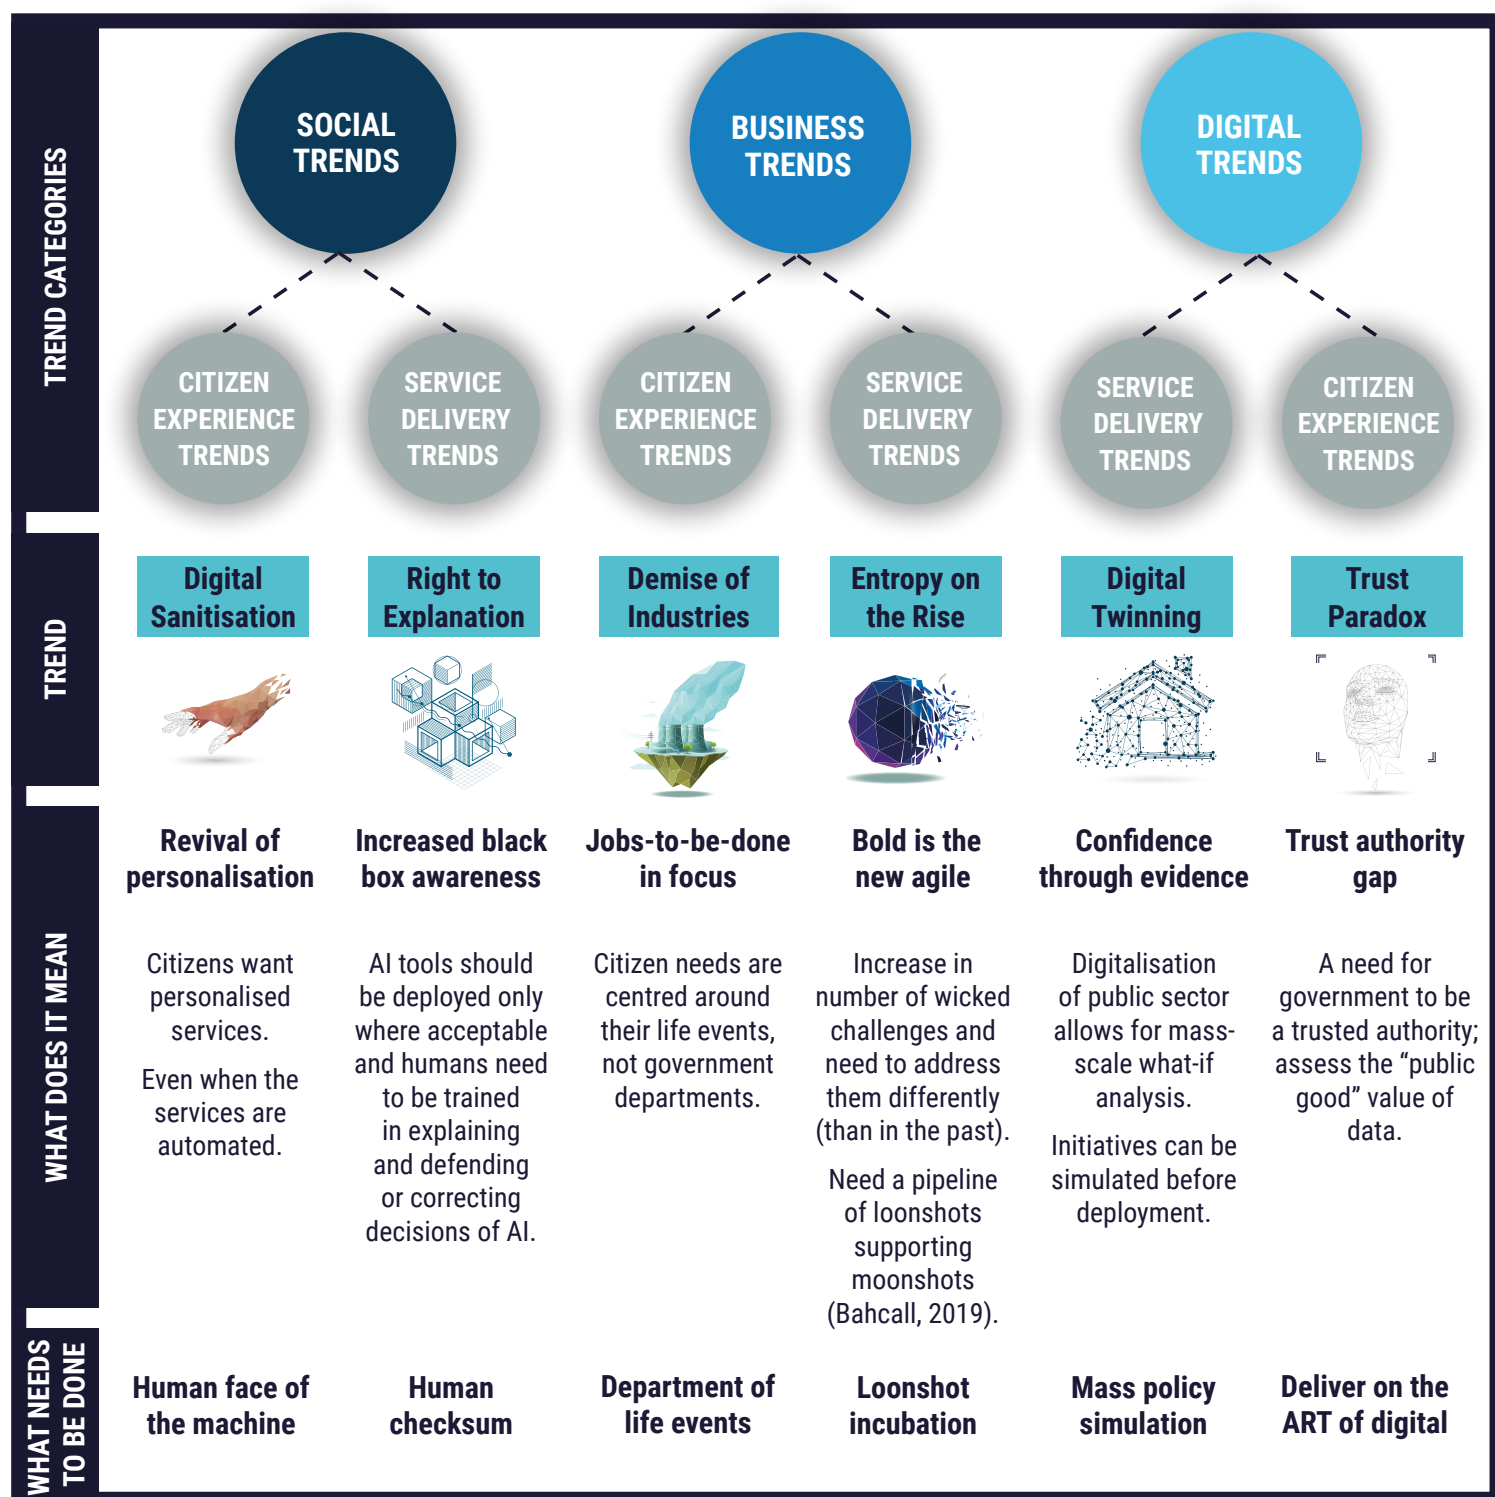 TREND CATEGORIES
SOCIAL
TRENDS
BUSINESS
TRENDS
DIGITAL
TRENDS
CITIZEN
EXPERIENCE
TRENDS
SERVICE
DELIVERY
TRENDS
CITIZEN
EXPERIENCE
TRENDS
SERVICE
DELIVERY
TRENDS
SERVICE
DELIVERY
TRENDS
CITIZEN
EXPERIENCE
TRENDS
TREND
Digital
Sanitisation
Right to
Explanation
Demise of
Industries
Entropy on
the Rise
Digital
Twinning
Trust
Paradox
WHAT DOES IT MEAN
Revival of
personalisation
Citizens want
personalised
services.
Even when the
services are
automated.
Increased black
box awareness
AI tools should
be deployed only
where acceptable
and humans need
to be trained
in explaining
and defending
or correcting
decisions of AI.
Jobs-to-be-done
in focus
Citizen needs are
centred around
their life events,
not government
departments.
Bold is the
new agile
Increase in
number of wicked
challenges and
need to address
them differently
(than in the past).
Need a pipeline
of loonshots
supporting
moonshots
(Bahcall, 2019).
Confidence
through evidence
Digitalisation
of public sector
allows for mass-
scale what-if
analysis.
Initiatives can be
simulated before
deployment.
Trust authority
gap
A need for
government to be
a trusted authority;
assess the “public
good” value of
data.
WHAT NEEDS
TO BE DONE
Human face of
the machine
Human
checksum
Department of
life events
Loonshot
incubation
Mass policy
simulation
Deliver on the
ART of digital